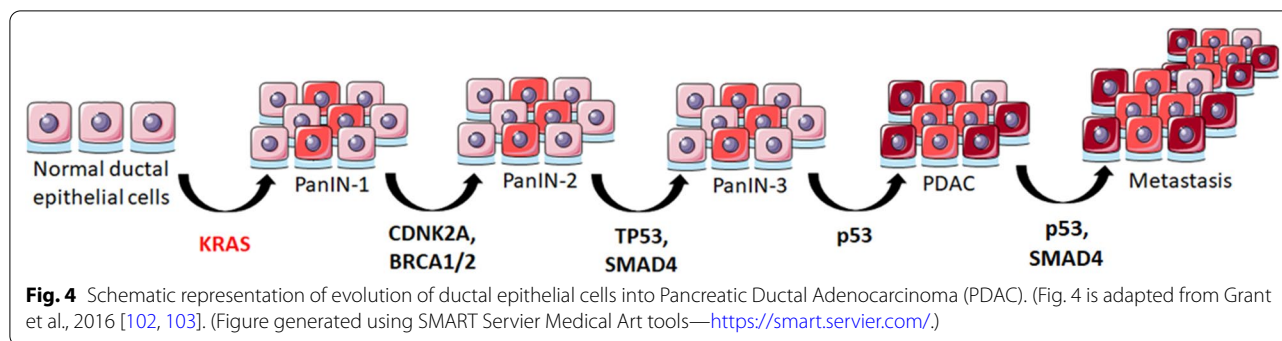 Normal ductal
epithelial cells
PanIN-1
PanIN-2
PanIN-3
PDAC
Metastasis
KRAS
CDNK2A,
BRCA1/2
TP53,
SMAD4
p53
p53,
SMAD4
Fig. 4 Schematic representation of evolution of ductal epithelial cells into Pancreatic Ductal Adenocarcinoma (PDAC). (Fig. 4 is adapted from Grant
et al., 2016 [102, 103]. (Figure generated using SMART Servier Medical Art tools—https://smart.servier.com/.)